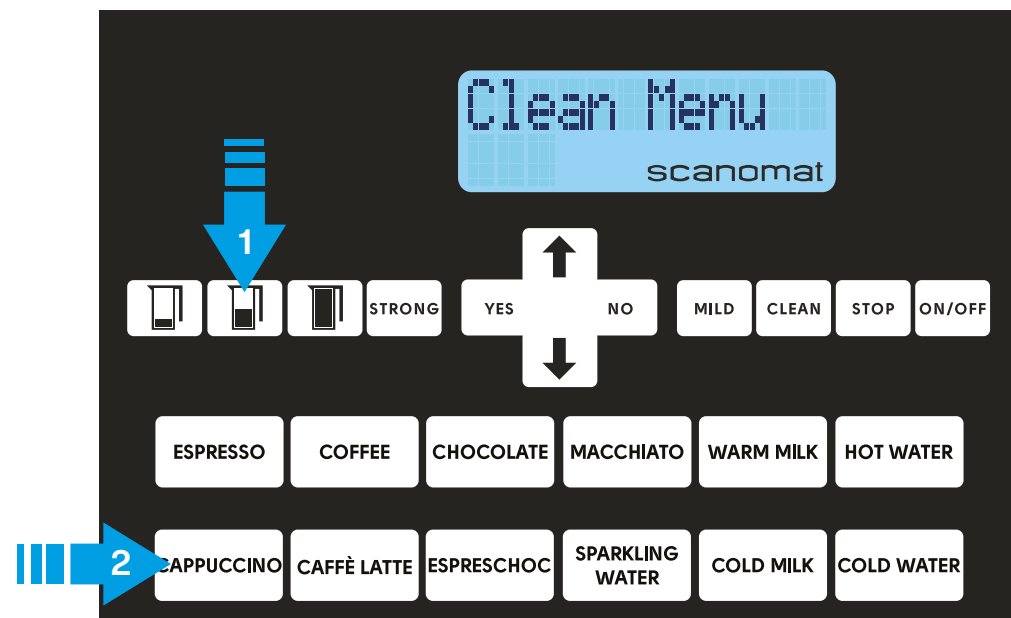 Clean Menu
scanomat
1
STRONG
YES
NO
MILD
CLEAN
STOP
ON/OFF
ESPRESSO
COFFEE
CHOCOLATE
MACCHIATO
WARM MILK
HOT WATER
2
CAPPUCCINO
CAFFÈ LATTE
ESPRESCHOC
SPARKLING
WATER
COLD MILK
COLD WATER